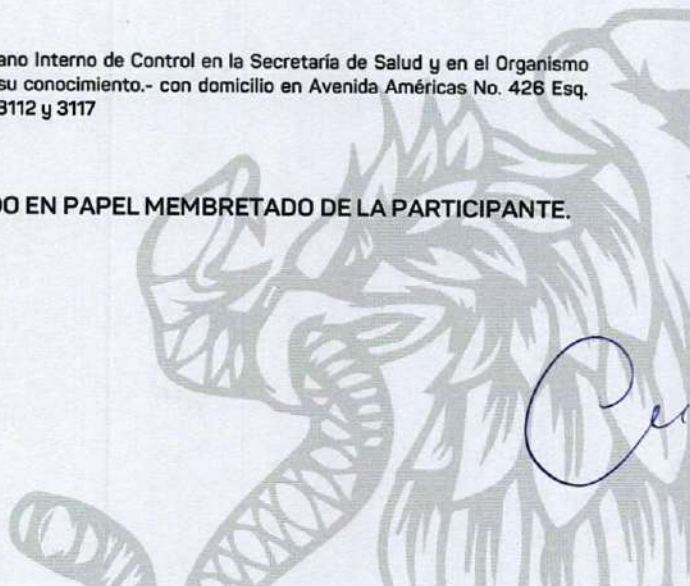 ano Interno de Control en la Secretaría de Salud y en el Organismo
su conocimiento.- con domicilio en Avenida Américas No. 426 Esq.
3112 y 3117
DO EN PAPEL MEMBRETADO DE LA PARTICIPANTE.